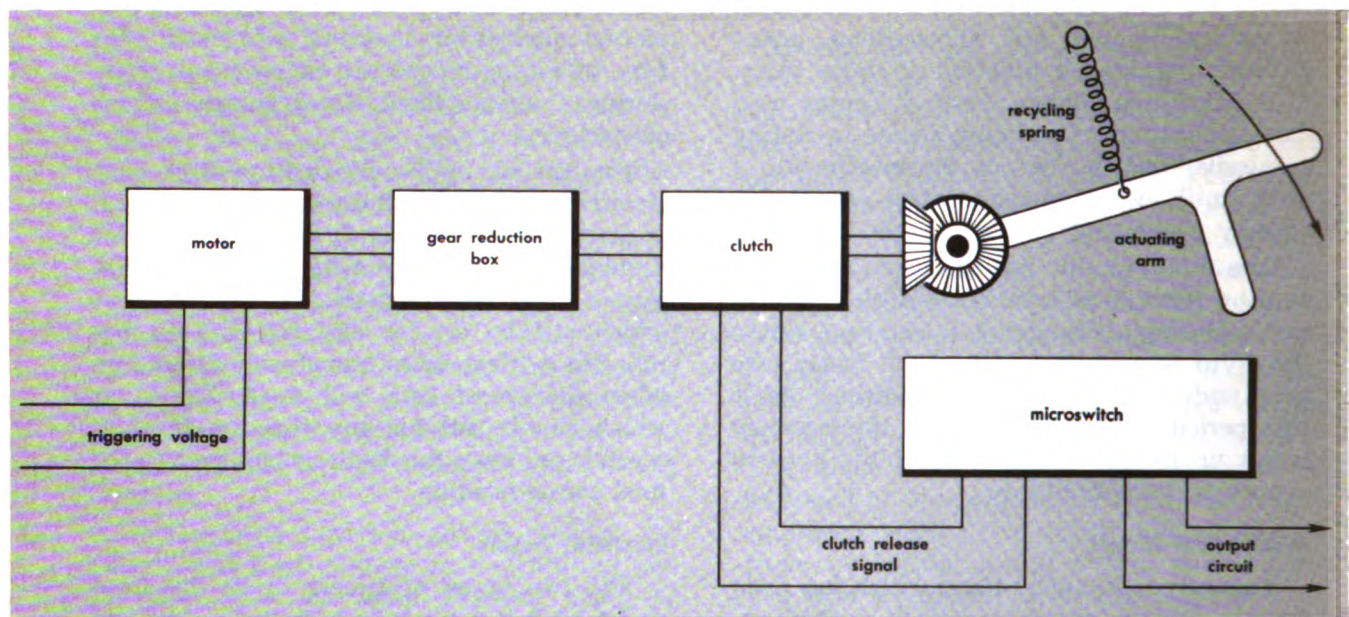 recycling
spring
motor
gear reduction
box
clutch
actuating
arm
microswitch
triggering voltage
clutch release
signal
output
circuit